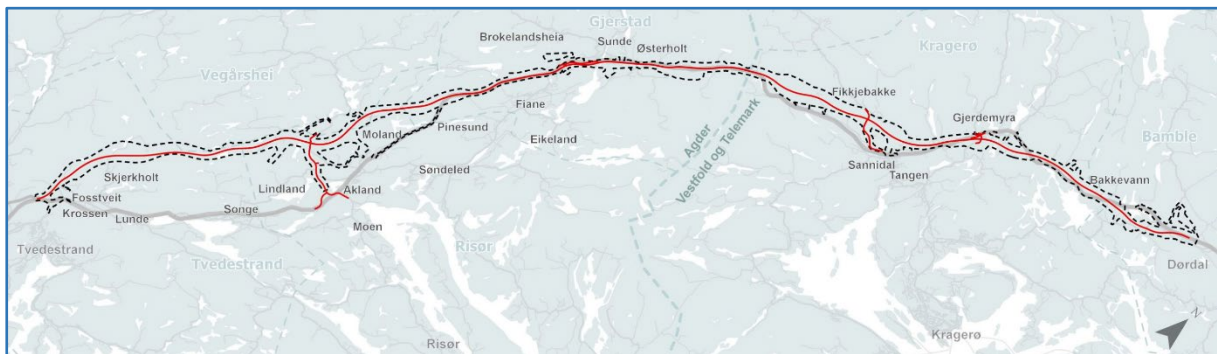 Gjerstad
Brokelandsheia
Sunde
Østerholt
Kragerø
Vegårshei
Fikkjebakke
Fiane
Gjerdemyra
Moland
Pinesund
Eikeland
Agder
Vestfold og Telemark
Bamble
Sannidal
Tangen
Skjerkholt
Søndeled
Bakkevann
Lindland
Akland
Fosstveit
Krossen
Lunde
Songe
Moen
Tvedestrand
Risør
Tvedestrand
Dørdal
Kragerø
Risør
N